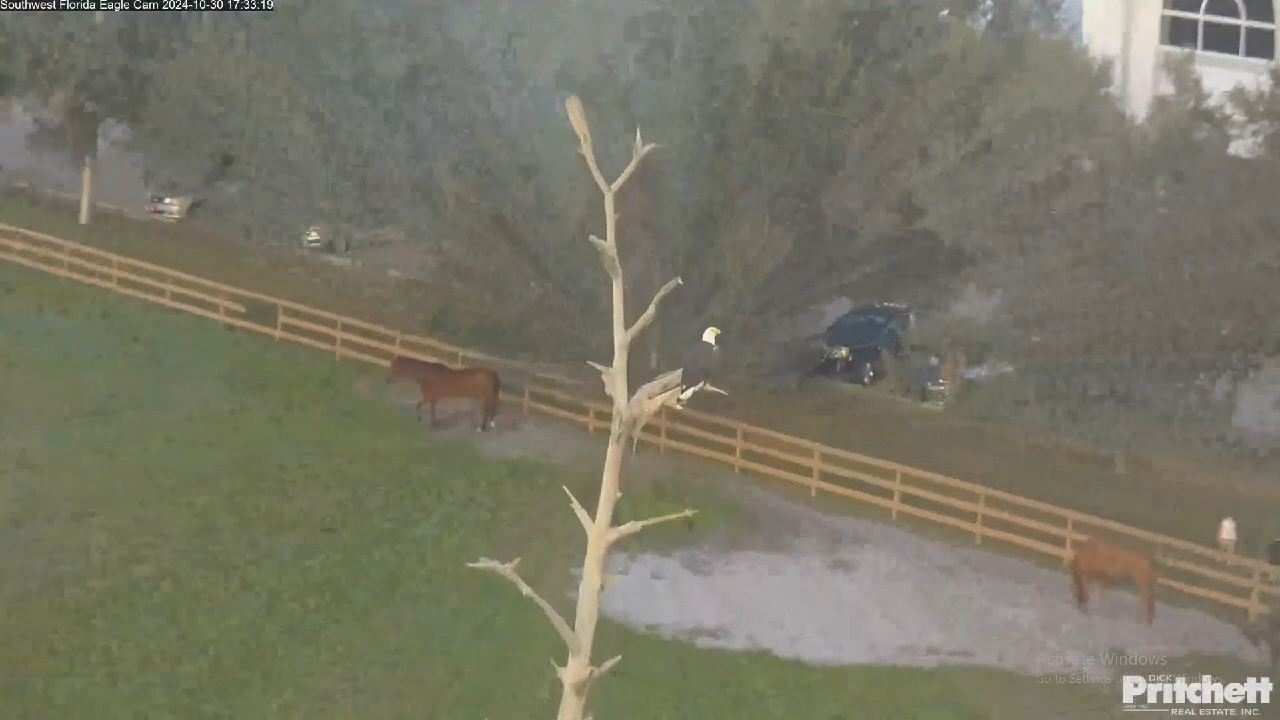 Southwest Florida Eagle Cam 2024-10-30 17:33:19
Activate Windows
Go to Settings
DICK
Pritchett
REAL ESTATE, INC.